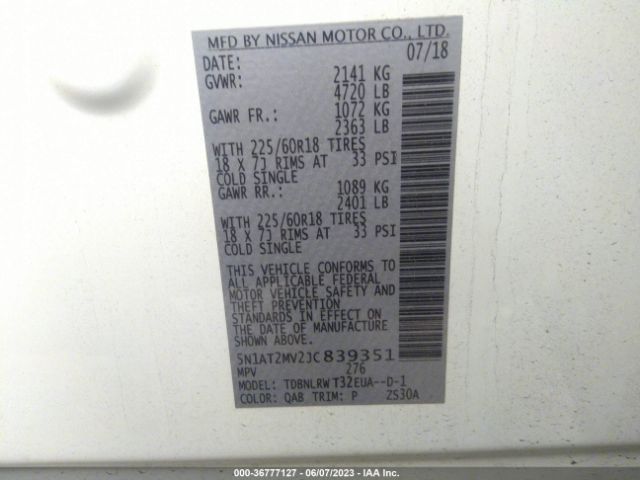 MFD BY NISSAN MOTOR CO., LTD.
DATE: 07/18
GVWR: 2141 KG
4720 LB
GAWR FR.: 1072 KG
2363 LB
WITH 225/60R18 TIRES
18 X 7J RIMS AT 33 PSI
COLD SINGLE
GAWR RR.: 1089 KG
2401 LB
WITH 225/60R18 TIRES
18 X 7J RIMS AT 33 PSI
COLD SINGLE
THIS VEHICLE CONFORMS TO
ALL APPLICABLE FEDERAL
MOTOR VEHICLE SAFETY AND
THEFT PREVENTION
STANDARDS IN EFFECT ON
THE DATE OF MANUFACTURE
SHOWN ABOVE.
5N1AT2MV2JC839351
MPV 276
MODEL: TDBNLRWT32EUA--D-1
COLOR: QAB TRIM: P ZS30A
000-36777127 - 06/07/2023 - IAA Inc.